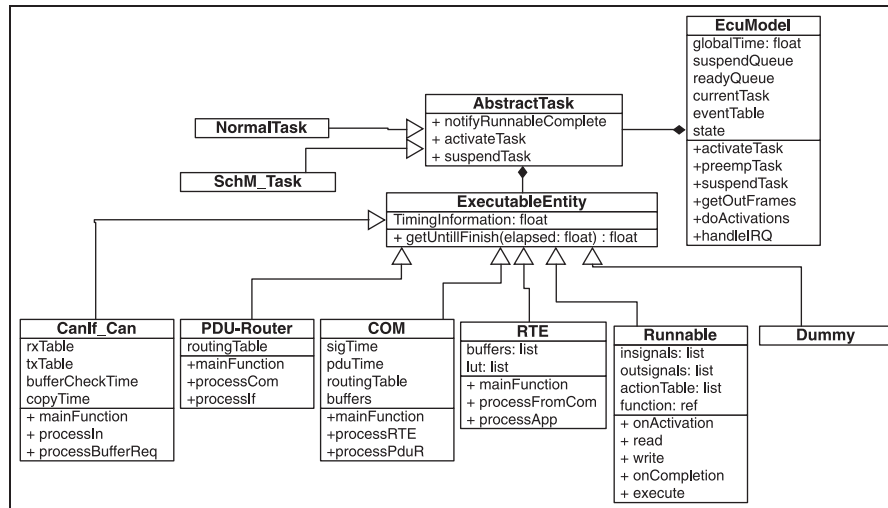 EcuModel
globalTime: float
suspendQueue
readyQueue
currentTask
eventTable
state
+activateTask
+preempTask
+suspendTask
+getOutFrames
+doActivations
+handleIRQ
AbstractTask
+ notifyRunnableComplete
+ activateTask
+ suspendTask
NormalTask
SchM_Task
ExecutableEntity
TimingInformation: float
+ getUntillFinish(elapsed: float) : float
CanIf_Can
rxTable
txTable
bufferCheckTime
copyTime
+ mainFunction
+ processIn
+ processBufferReq
PDU-Router
routingTable
+mainFunction
+processCom
+processIf
COM
sigTime
pduTime
routingTable
buffers
+mainFunction
+processRTE
+processPduR
RTE
buffers: list
lut: list
+ mainFunction
+ processFromCom
+ processApp
Runnable
insignals: list
outsignals: list
actionTable: list
function: ref
+ onActivation
+ read
+ write
+ onCompletion
+ execute
Dummy